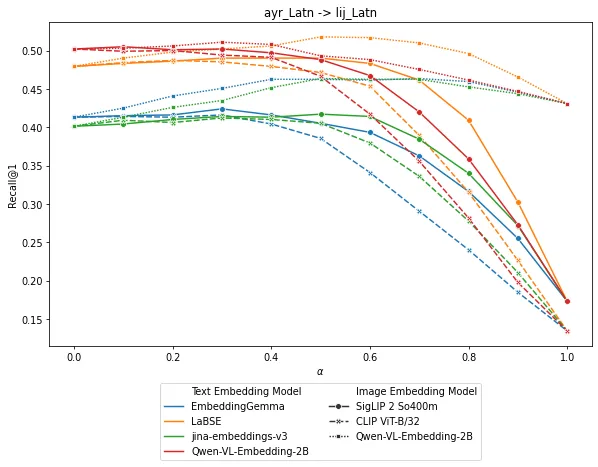 ayr_Latn -> lij_Latn
Recall@1
0.50
0.45
0.40
0.35
0.30
0.25
0.20
0.15
0.0 0.2 0.4 0.6 0.8 1.0
α
Text Embedding Model
EmbeddingGemma
LaBSE
jina-embeddings-v3
Qwen-VL-Embedding-2B
Image Embedding Model
SigLIP 2 So400m
CLIP ViT-B/32
Qwen-VL-Embedding-2B